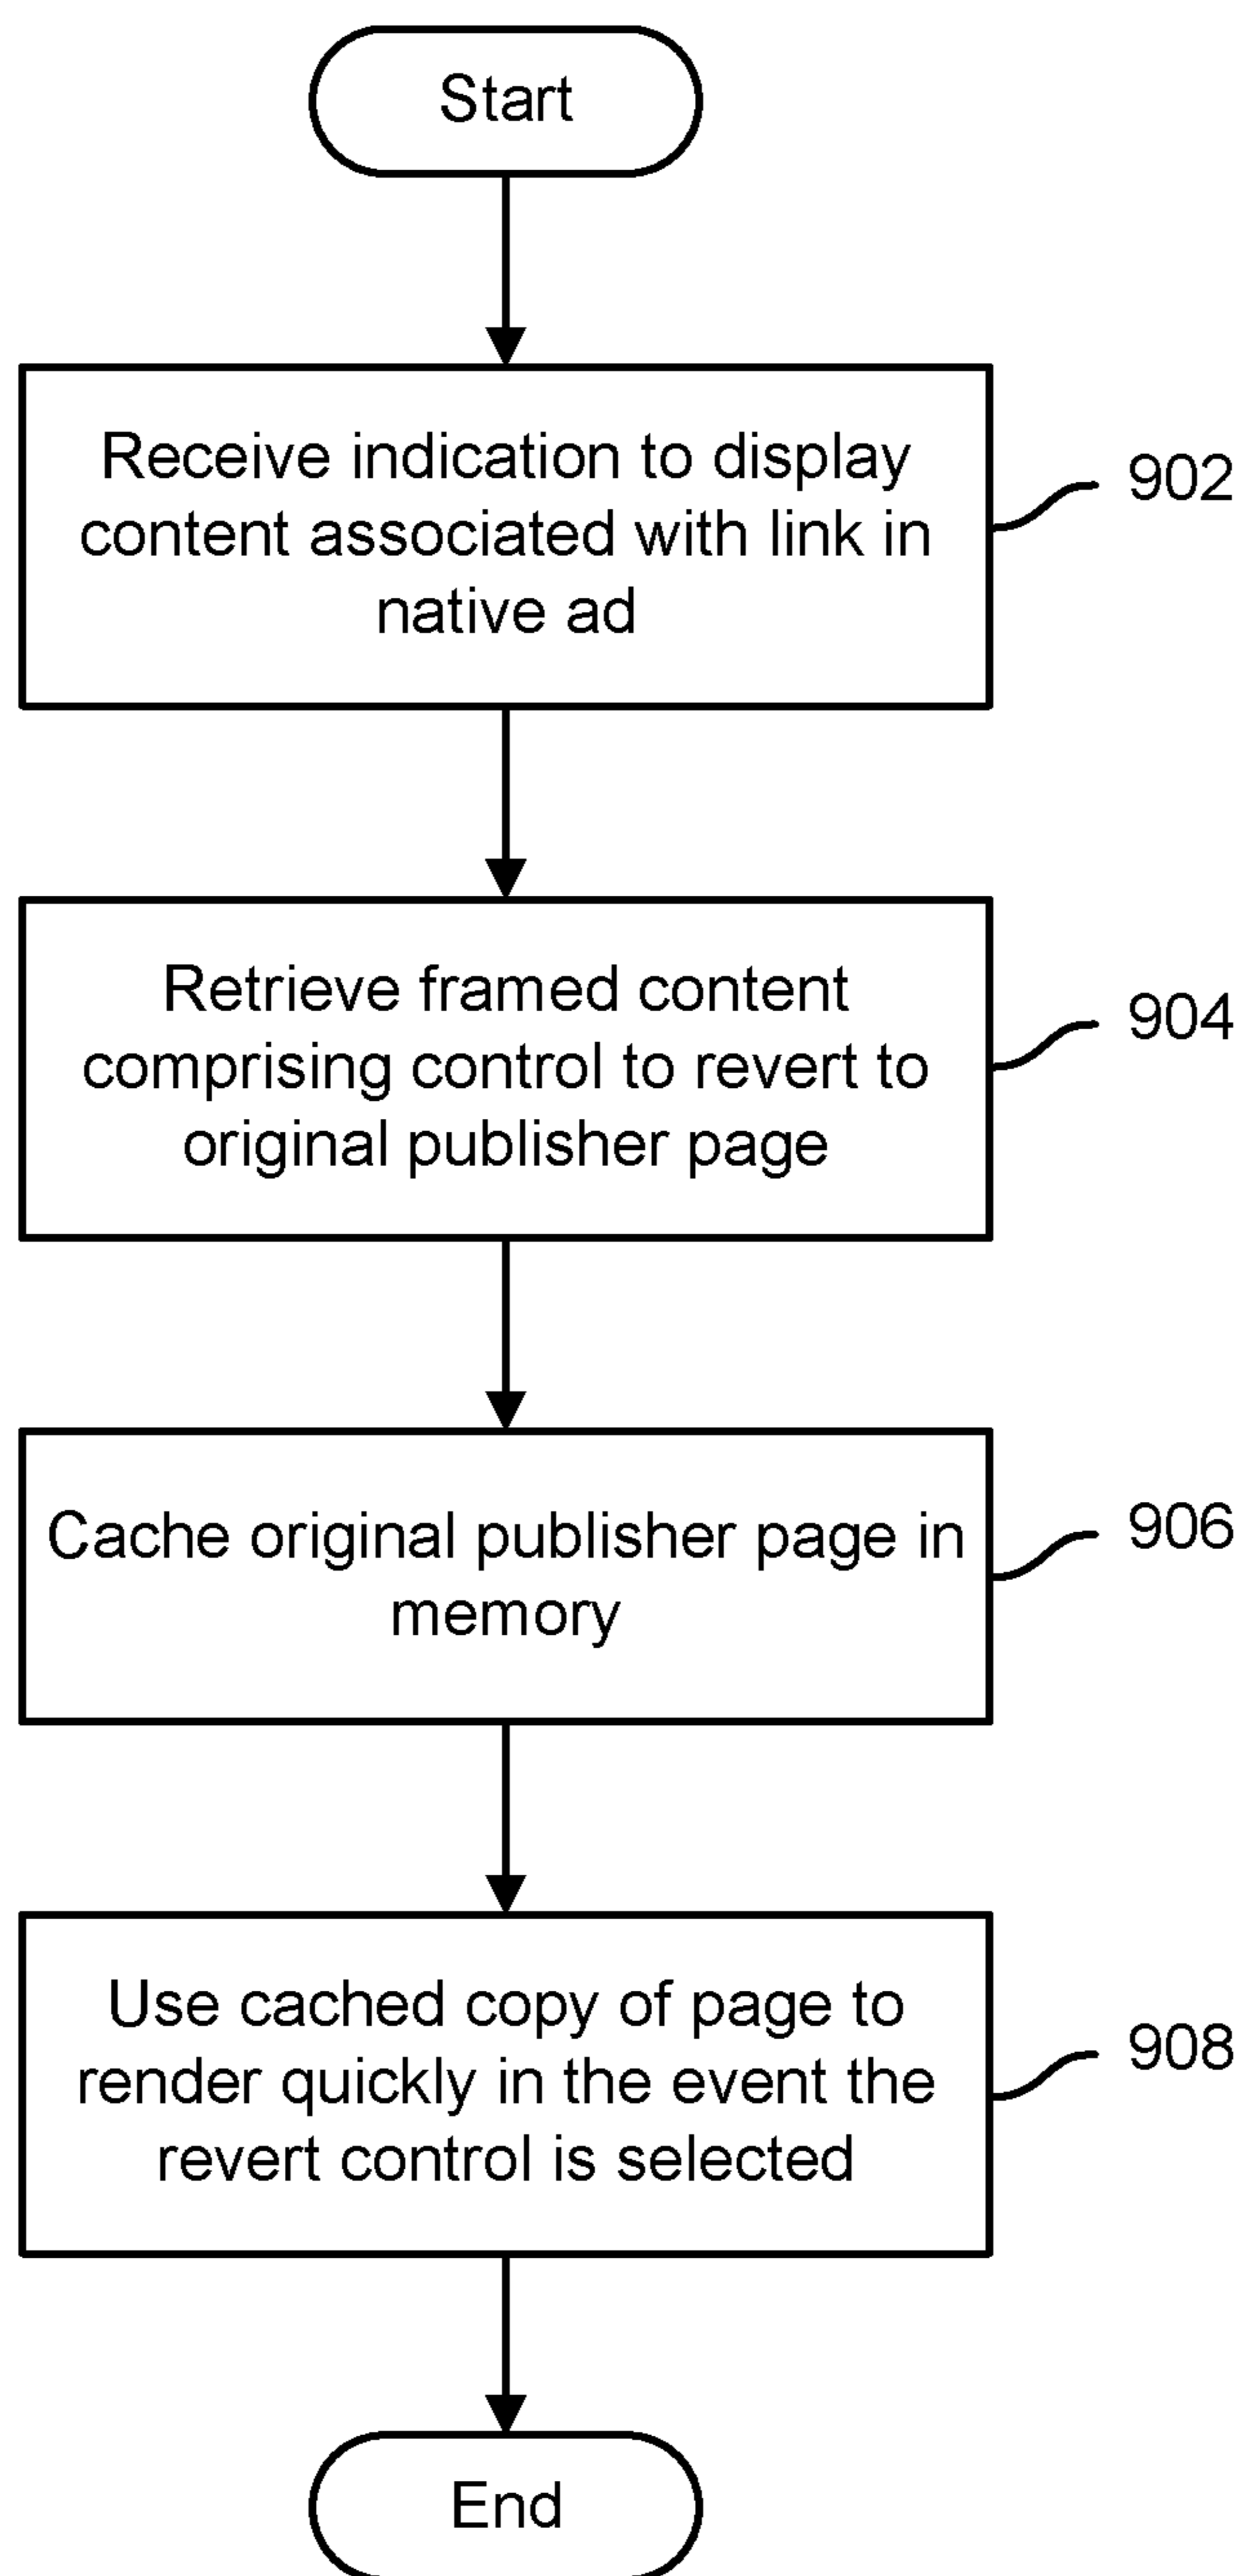 Start
Receive indication to display
content associated with link in
native ad
902
Retrieve framed content
comprising control to revert to
original publisher page
904
Cache original publisher page in
memory
906
Use cached copy of page to
render quickly in the event the
revert control is selected
908
End